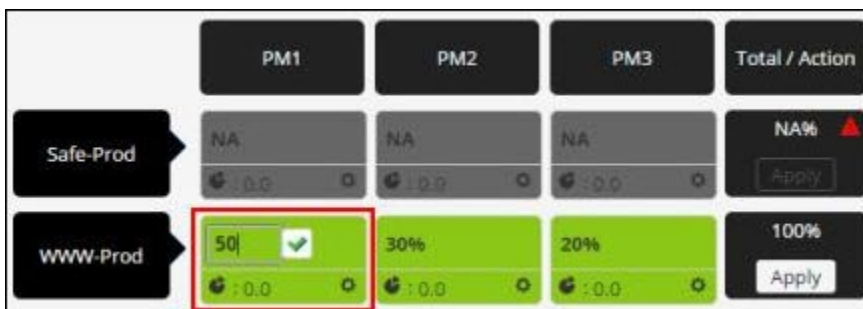 PM1 PM2 PM3 Total / Action
Safe-Prod NA NA NA NA%
: 0.0 : 0.0 : 0.0 Apply
WWW-Prod 50 30% 20% 100%
: 0.0 : 0.0 : 0.0 Apply